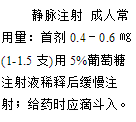 静脉注射 成人常
用量：首剂 0.4－0.6 ㎎
(1-1.5 支)用 5%葡萄糖
注射液稀释后缓慢注
射；给药时应滴斗入。